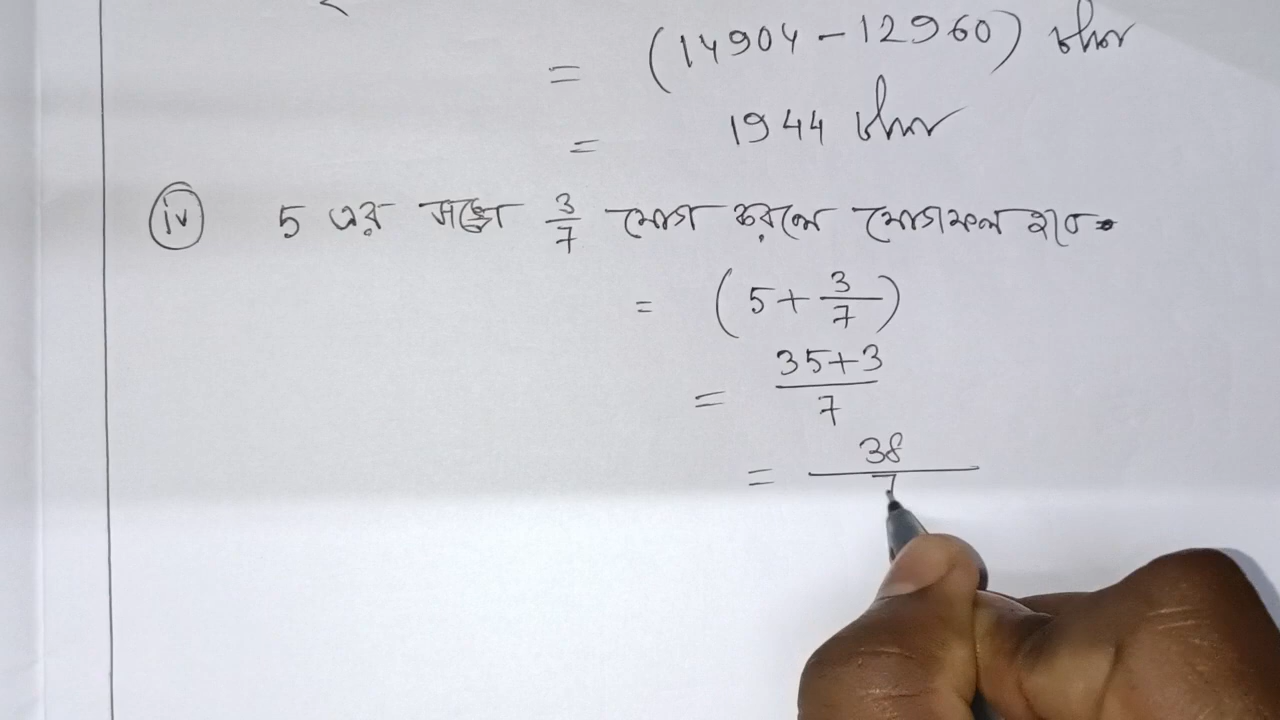 = (14904 - 12960) টাকা
= 1944 টাকা
iv 5 এর সঙ্গে 3/7 যোগ করলে যোগফল হবে
= (5 + 3/7)
= 35+3/7
= 38/7